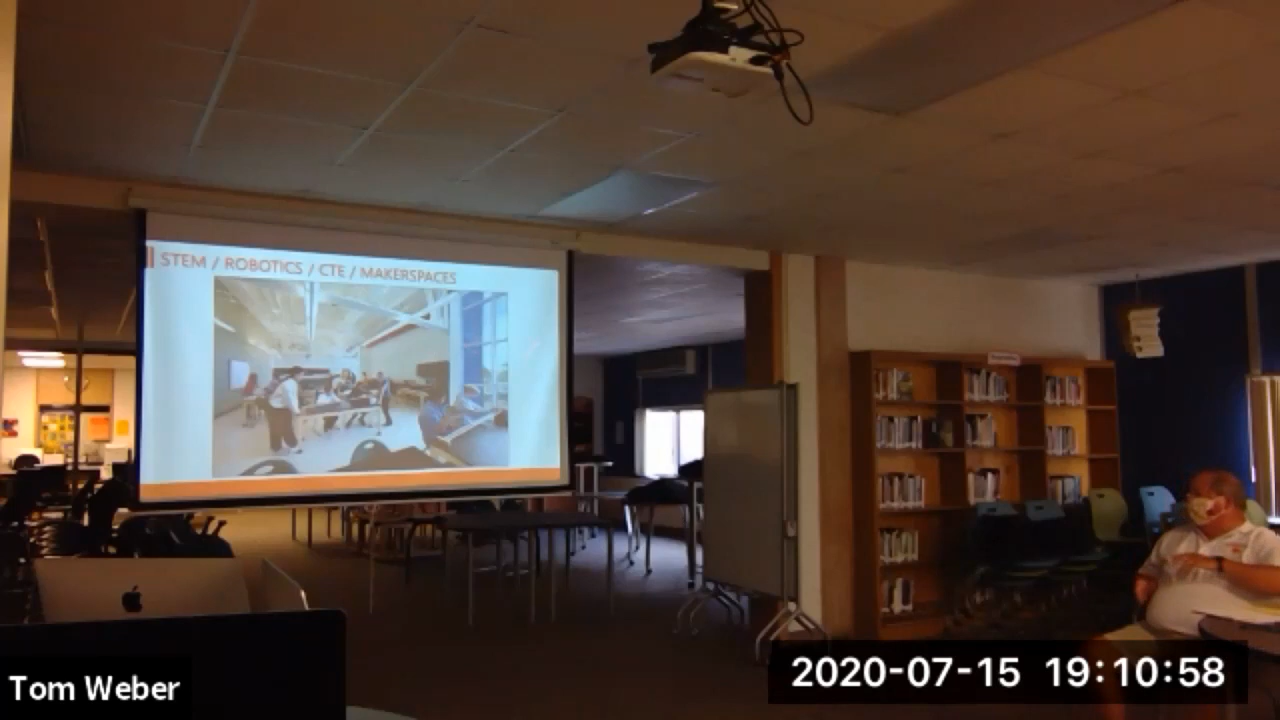 STEM / ROBOTICS / CTE / MAKERSPACES
Tom Weber
2020-07-15 19:10:58